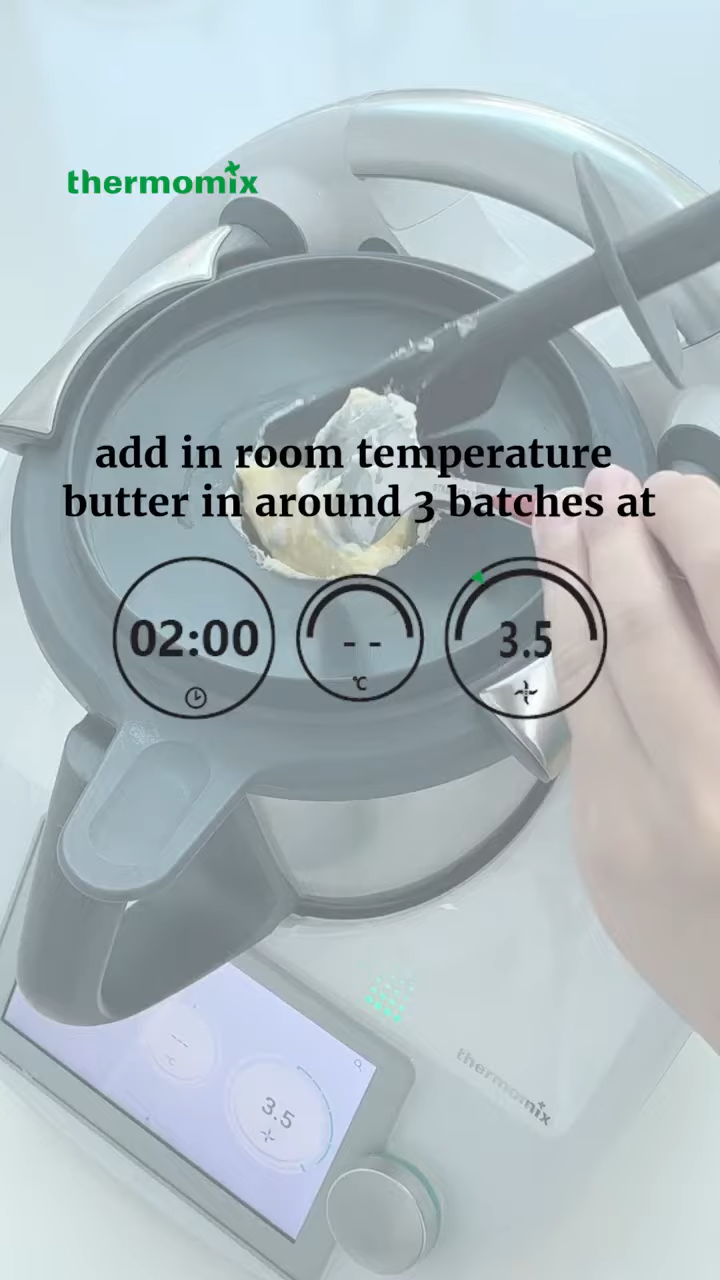 thermomix
add in room temperature
butter in around 3 batches at
02:00
- -
°C
3.5
--
°C
3.5
thermomix